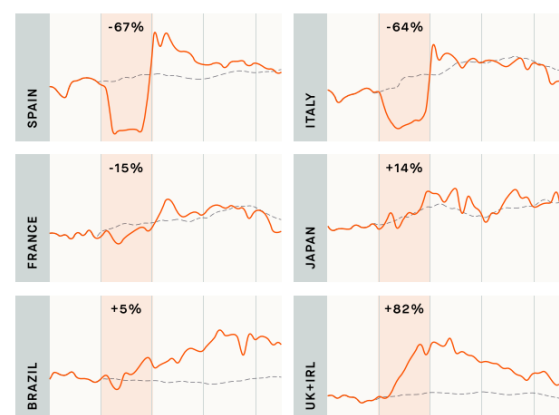 -67%
SPAIN
-64%
ITALY
-15%
FRANCE
+14%
JAPAN
+5%
BRAZIL
+82%
UK+IRL